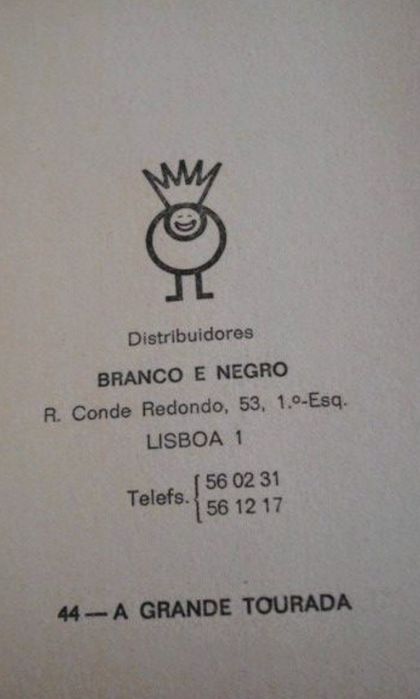 Distribuidores
BRANCO E NEGRO
R. Conde Redondo, 53, 1.º-Esq.
LISBOA 1
Telefs. { 56 02 31
56 12 17
44 — A GRANDE TOURADA